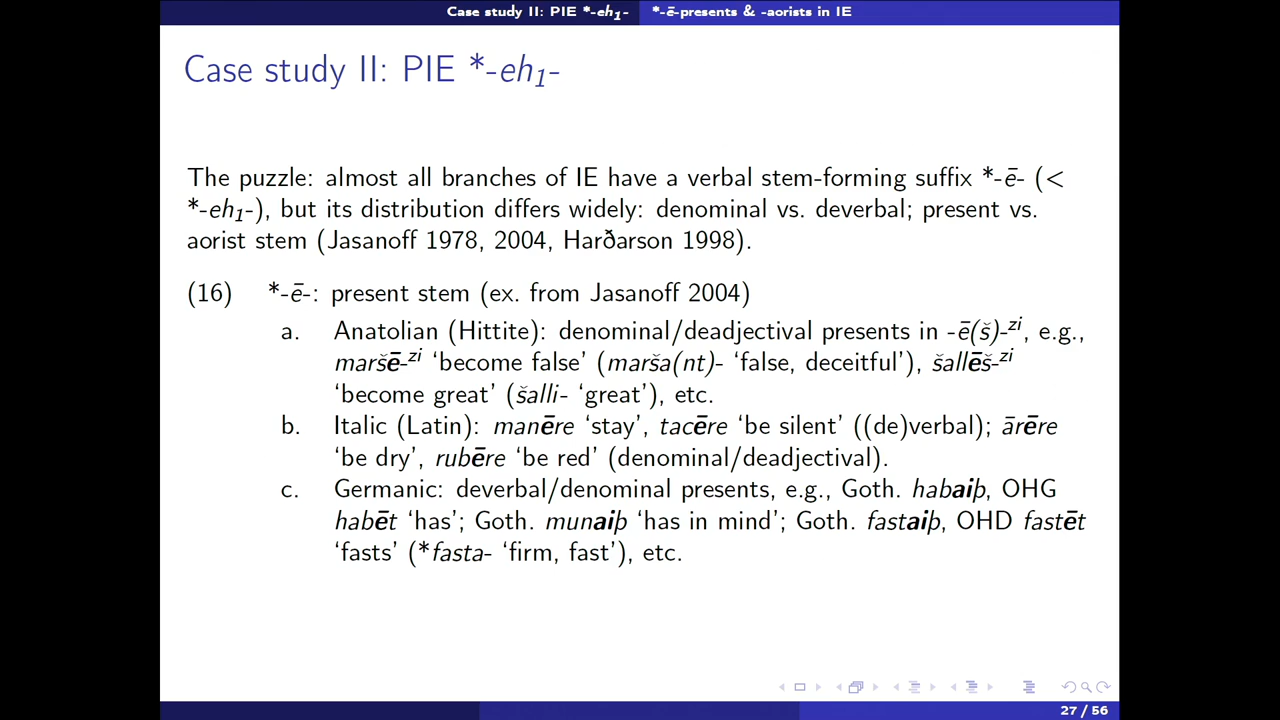 Case study II: PIE *-eh₁- *-ē-presents & -aorists in IE
Case study II: PIE *-eh₁-
The puzzle: almost all branches of IE have a verbal stem-forming suffix *-ē- (<
*-eh₁-), but its distribution differs widely: denominal vs. deverbal; present vs.
aorist stem (Jasanoff 1978, 2004, Harðarson 1998).
(16) *-ē-: present stem (ex. from Jasanoff 2004)
a. Anatolian (Hittite): denominal/deadjectival presents in -ē(š)-ᶻⁱ, e.g.,
maršē-ᶻⁱ ‘become false’ (marša(nt)- ‘false, deceitful’), šallēš-ᶻⁱ
‘become great’ (šalli- ‘great’), etc.
b. Italic (Latin): manēre ‘stay’, tacēre ‘be silent’ ((de)verbal); ārēre
‘be dry’, rubēre ‘be red’ (denominal/deadjectival).
c. Germanic: deverbal/denominal presents, e.g., Goth. habaiþ, OHG
habēt ‘has’; Goth. munaiþ ‘has in mind’; Goth. fastaiþ, OHD fastēt
‘fasts’ (*fasta- ‘firm, fast’), etc.
27 / 56